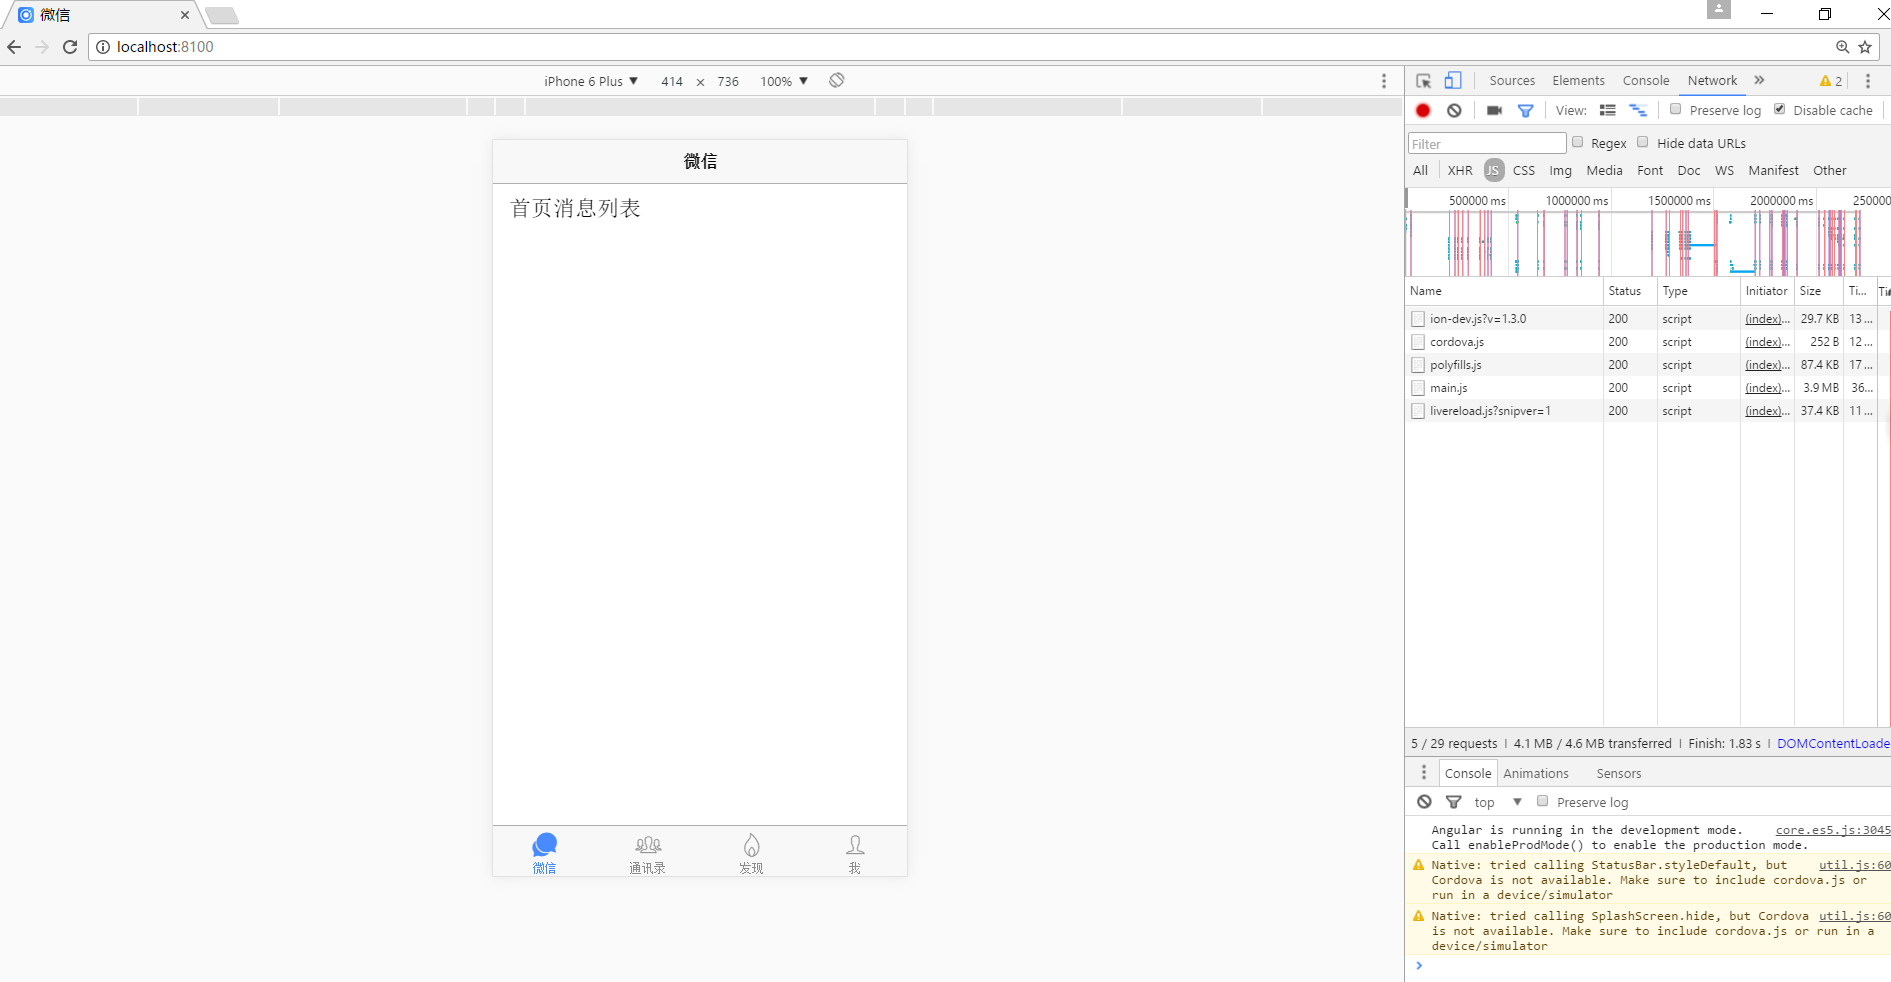 微信
localhost:8100
iPhone 6 Plus ▼ 414 × 736 100% ▼
微信
首页消息列表
微信 通讯录 发现 我
Sources Elements Console Network » 2
View: Preserve log Disable cache
Filter Regex Hide data URLs
All XHR JS CSS Img Media Font Doc WS Manifest Other
500000 ms 1000000 ms 1500000 ms 2000000 ms 250000
Name Status Type Initiator Size Ti... Ti
ion-dev.js?v=1.3.0 200 script (index)... 29.7 KB 13 ...
cordova.js 200 script (index)... 252 B 12 ...
polyfills.js 200 script (index)... 87.4 KB 17 ...
main.js 200 script (index)... 3.9 MB 36...
livereload.js?snipver=1 200 script (index)... 37.4 KB 11 ...
5 / 29 requests | 4.1 MB / 4.6 MB transferred | Finish: 1.83 s | DOMContentLoade
Console Animations Sensors
top ▼ Preserve log
Angular is running in the development mode. core.es5.js:3045
Call enableProdMode() to enable the production mode.
Native: tried calling StatusBar.styleDefault, but util.js:60
Cordova is not available. Make sure to include cordova.js or
run in a device/simulator
Native: tried calling SplashScreen.hide, but Cordova util.js:60
is not available. Make sure to include cordova.js or run in a
device/simulator